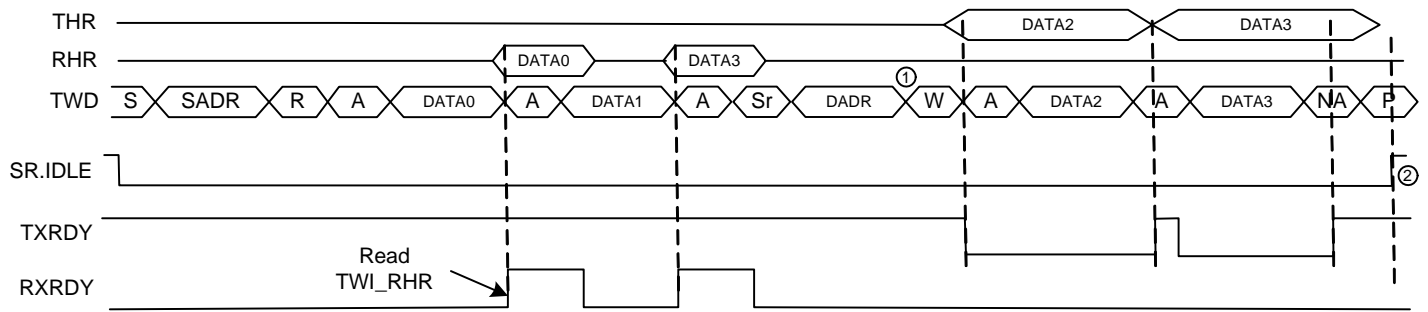 THR DATA2 DATA3
RHR DATA0 DATA3
TWD S SADR R A DATA0 A DATA1 A Sr DADR ① W A DATA2 A DATA3 NA P
SR.IDLE ②
TXRDY
Read
TWI_RHR
RXRDY